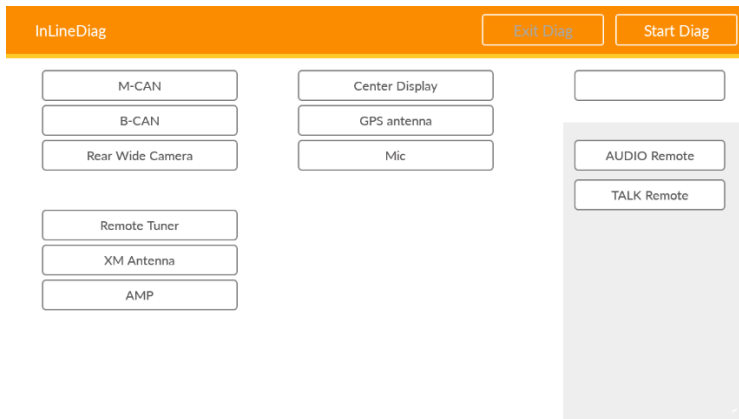 InLineDiag
Exit Diag
Start Diag
M-CAN
Center Display
B-CAN
GPS antenna
Rear Wide Camera
Mic
AUDIO Remote
TALK Remote
Remote Tuner
XM Antenna
AMP